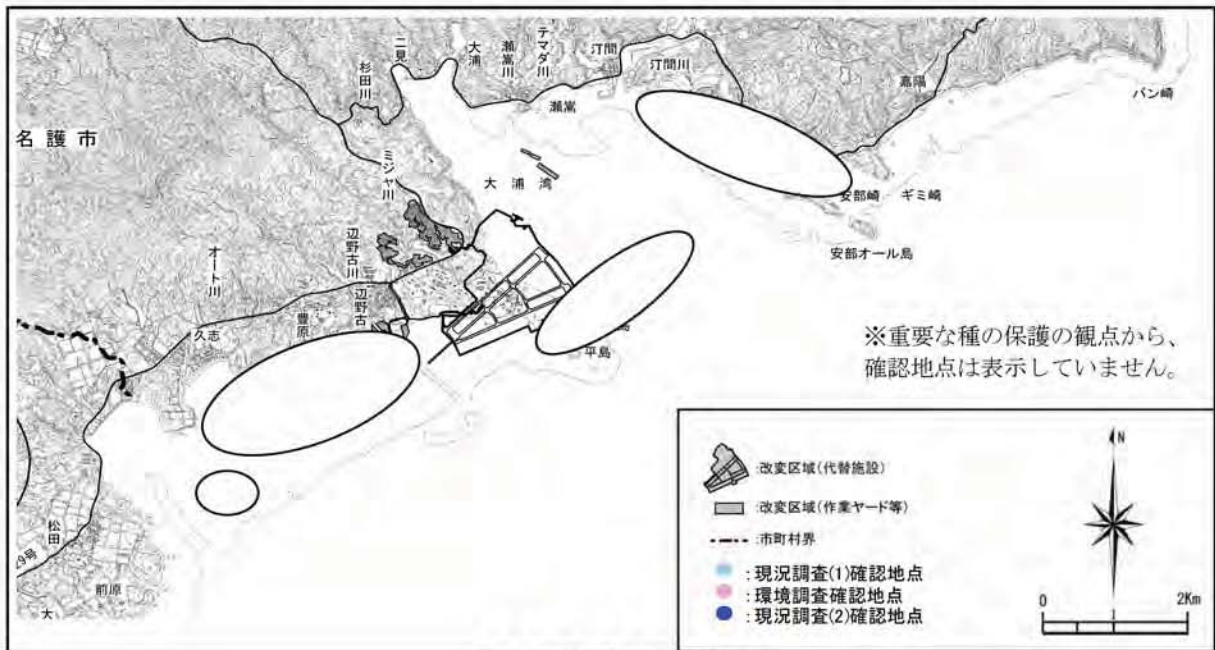 名護市
杉田川
二見
大浦
瀬嵩川
テマダ川
汀間
汀間川
瀬嵩
嘉陽
バン崎
ミジャ川
大浦湾
安部崎
ギミ崎
安部オール島
辺野古川
辺野古
オート川
久志
豊原
島
平島
※重要な種の保護の観点から、
確認地点は表示していません。
松田
29号
前原
大
:改変区域(代替施設)
:改変区域(作業ヤード等)
:市町村界
:現況調査(1)確認地点
:環境調査確認地点
:現況調査(2)確認地点
N
0 2Km